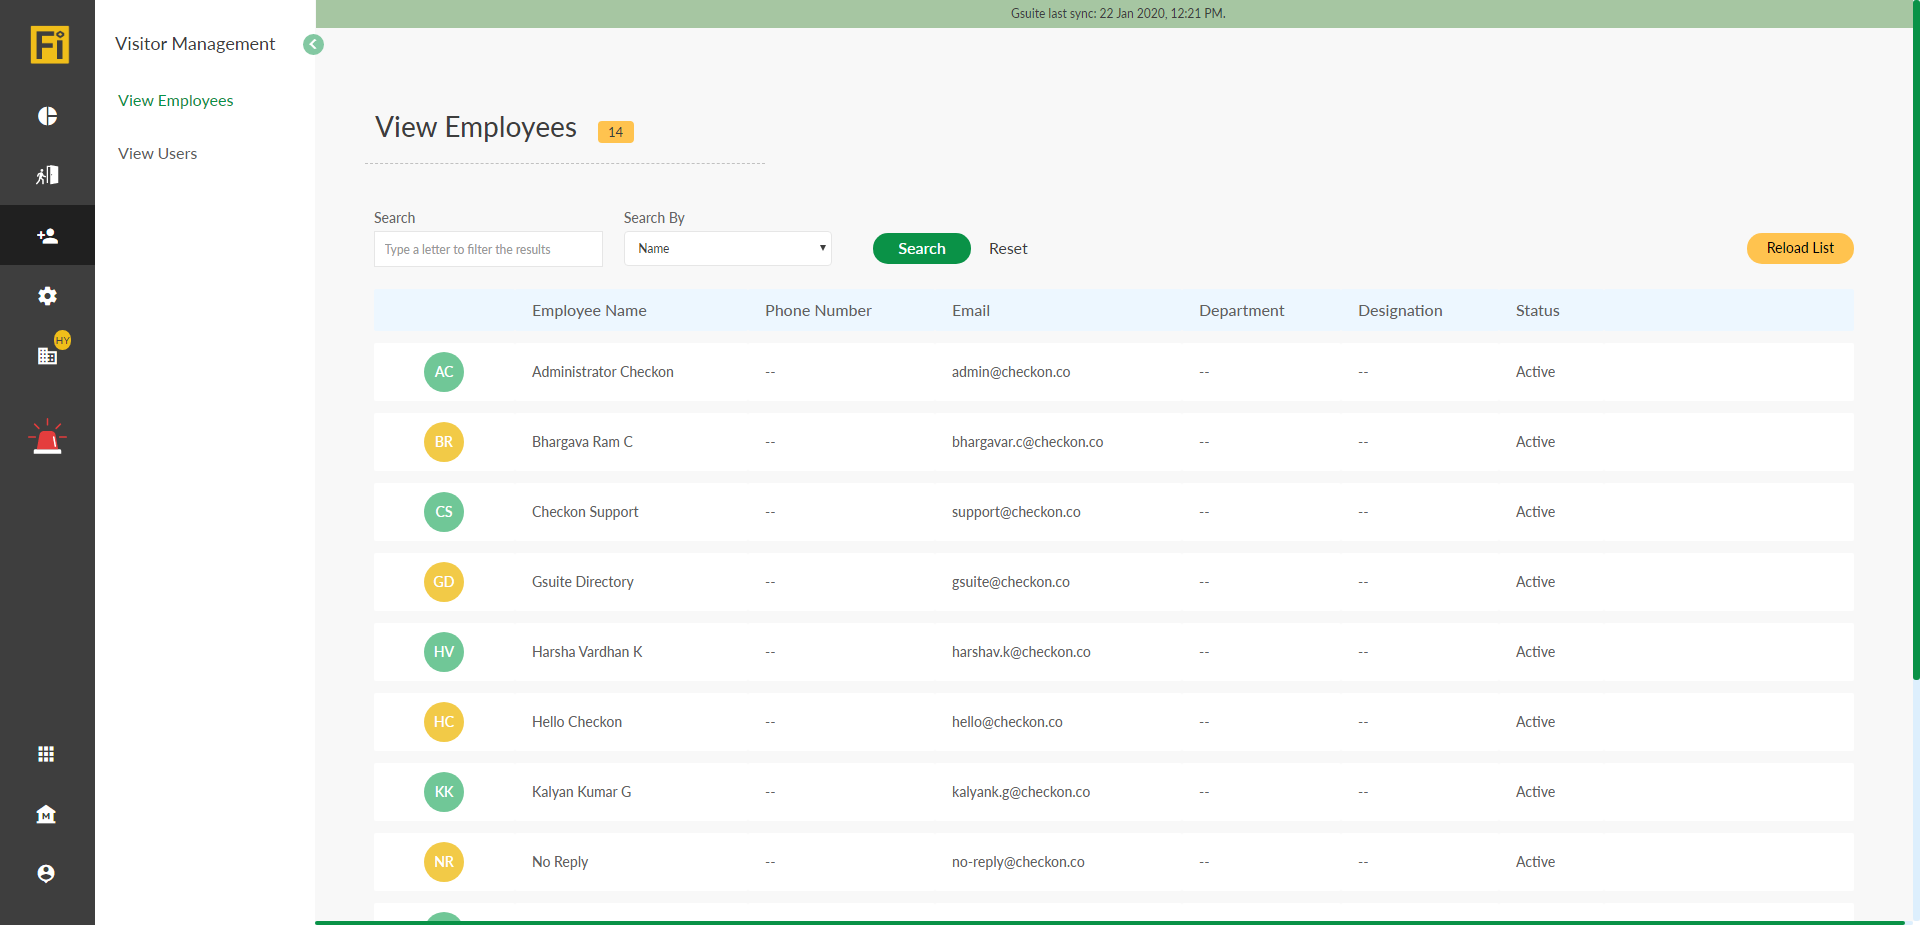 Gsuite last sync: 22 Jan 2020, 12:21 PM.
Fi
Visitor Management
View Employees
View Users
HY
M
View Employees 14
Search Search By
Type a letter to filter the results Name Search Reset Reload List
Employee Name Phone Number Email Department Designation Status
AC Administrator Checkon -- admin@checkon.co -- -- Active
BR Bhargava Ram C -- bhargavar.c@checkon.co -- -- Active
CS Checkon Support -- support@checkon.co -- -- Active
GD Gsuite Directory -- gsuite@checkon.co -- -- Active
HV Harsha Vardhan K -- harshav.k@checkon.co -- -- Active
HC Hello Checkon -- hello@checkon.co -- -- Active
KK Kalyan Kumar G -- kalyank.g@checkon.co -- -- Active
NR No Reply -- no-reply@checkon.co -- -- Active